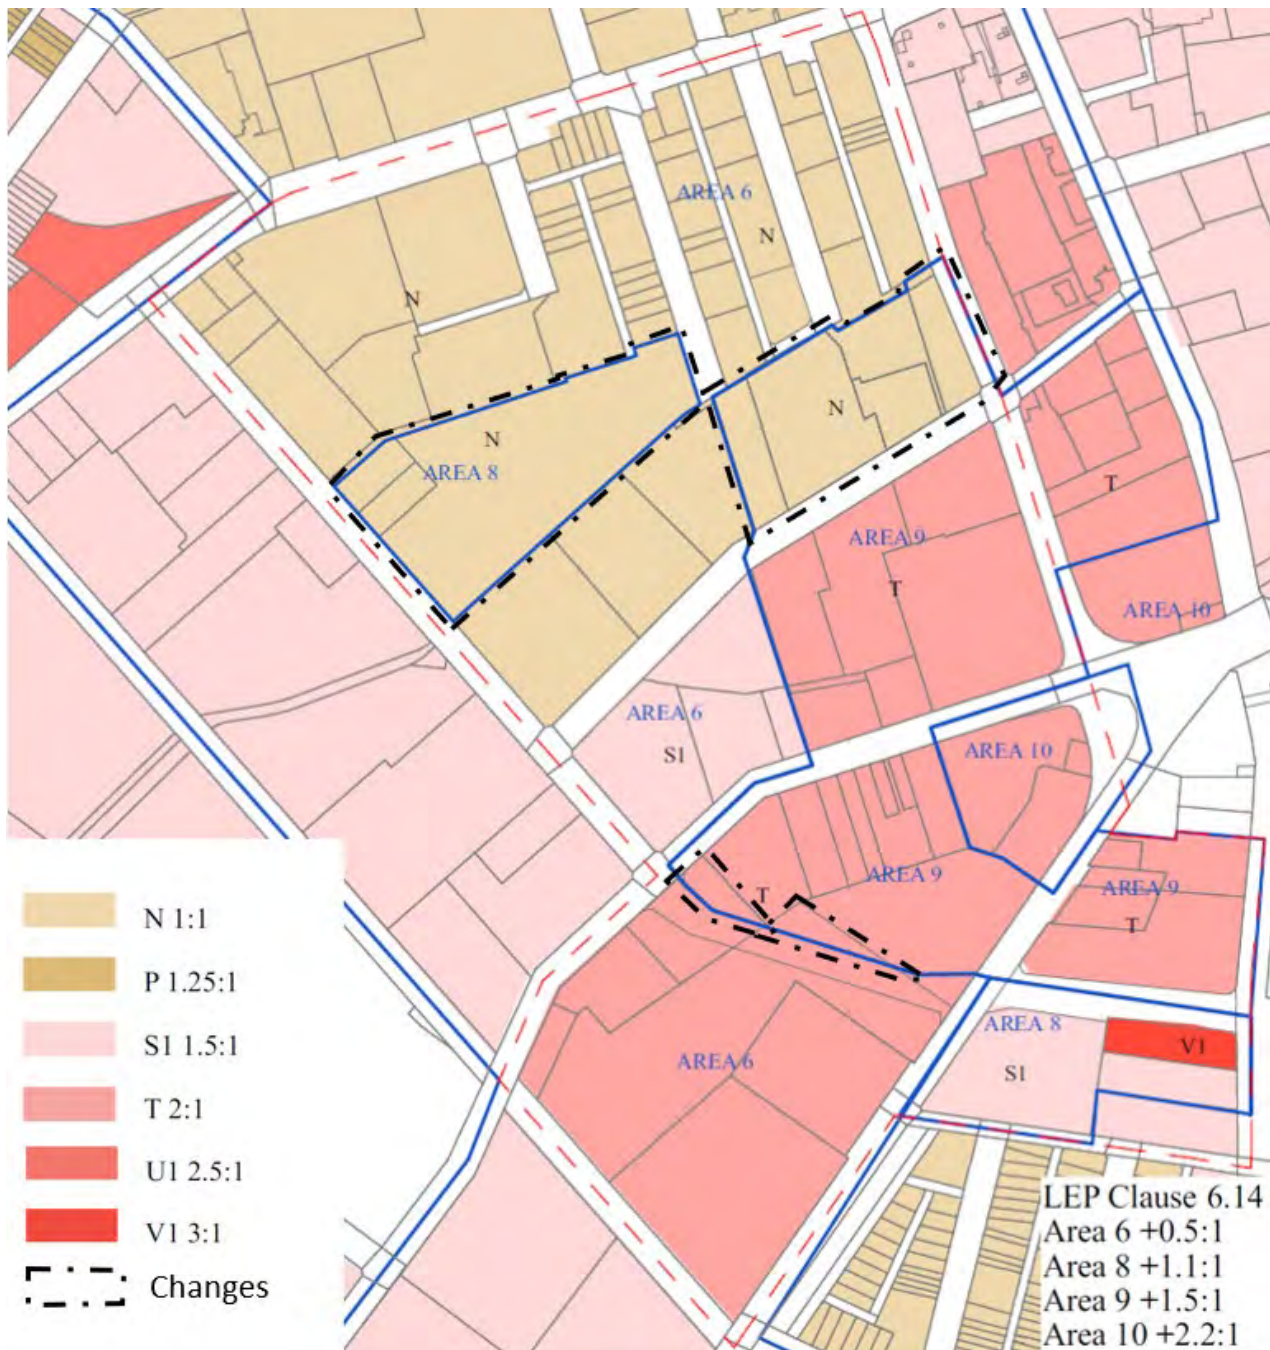 AREA 6
N
N
N
N
AREA 8
T
AREA 9
T
AREA 10
AREA 6
S1
AREA 10
AREA 9
T
AREA 9
T
AREA 8
V1
S1
AREA 6
N 1:1
P 1.25:1
S1 1.5:1
T 2:1
U1 2.5:1
V1 3:1
Changes
LEP Clause 6.14
Area 6 +0.5:1
Area 8 +1.1:1
Area 9 +1.5:1
Area 10 +2.2:1